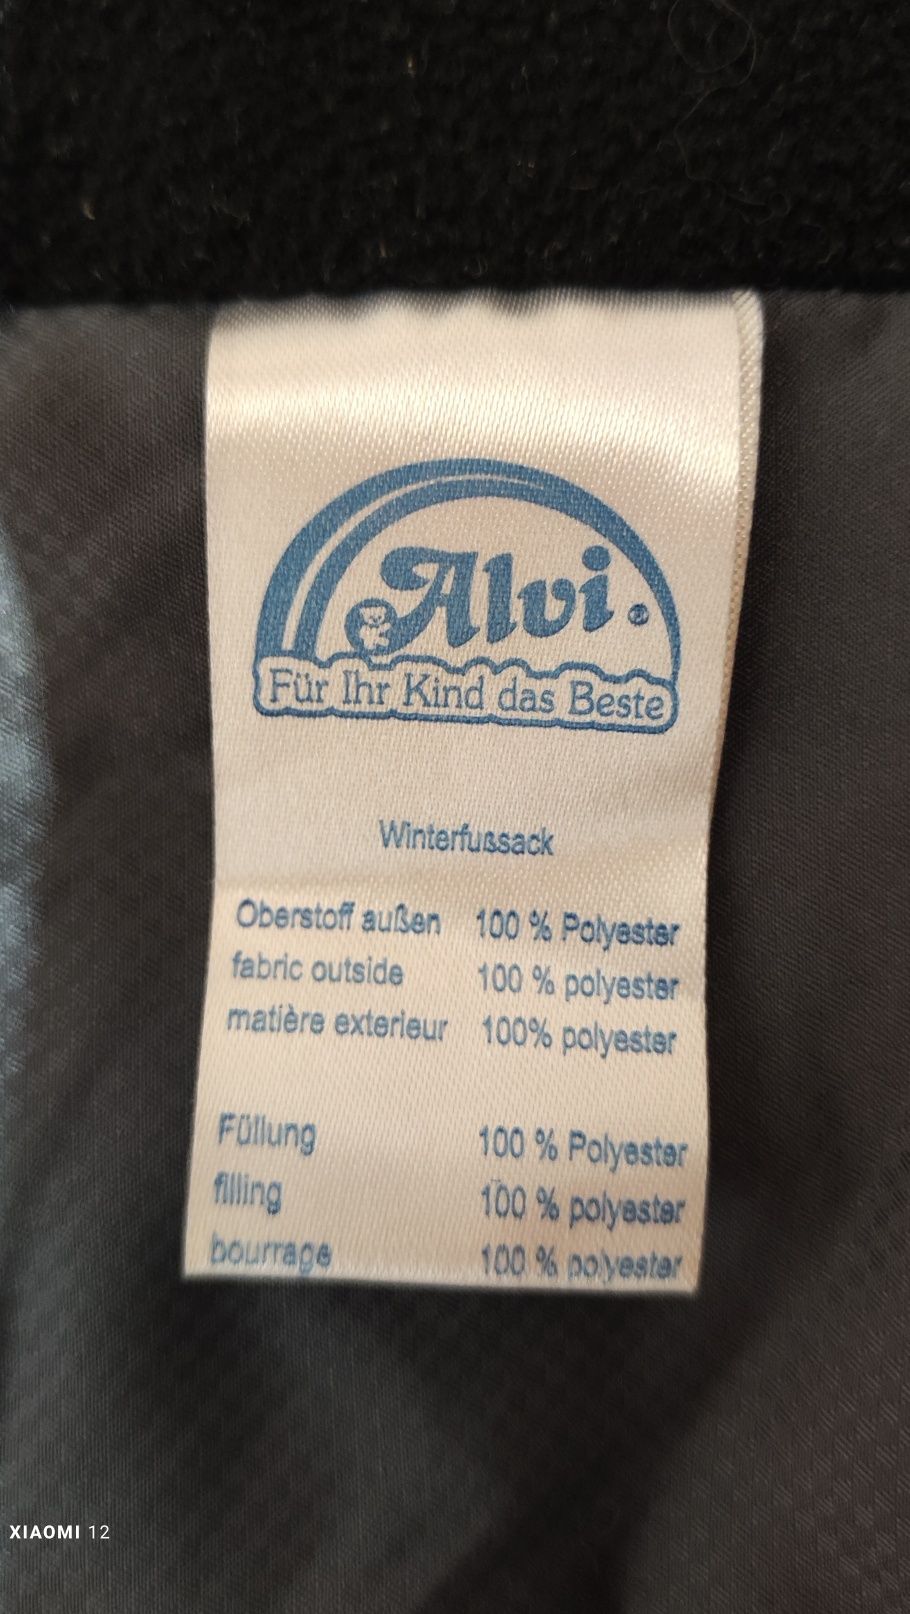 Alvi®
Für Ihr Kind das Beste
Winterfußsack
Oberstoff außen 100 % Polyester
fabric outside 100 % polyester
matière exterieur 100% polyester
Füllung 100 % Polyester
filling 100 % polyester
bourrage 100 % polyester
XIAOMI 12